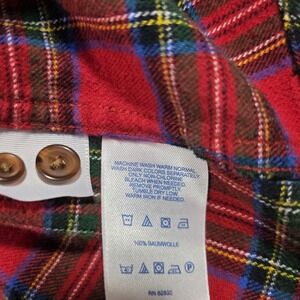 MACHINE WASH WARM NORMAL.
WASH DARK COLORS SEPARATELY.
ONLY NON-CHLORINE
BLEACH WHEN NEEDED.
REMOVE PROMPTLY.
TUMBLE DRY LOW.
WARM IRON IF NEEDED.
100% BAUMWOLLE
P
RN